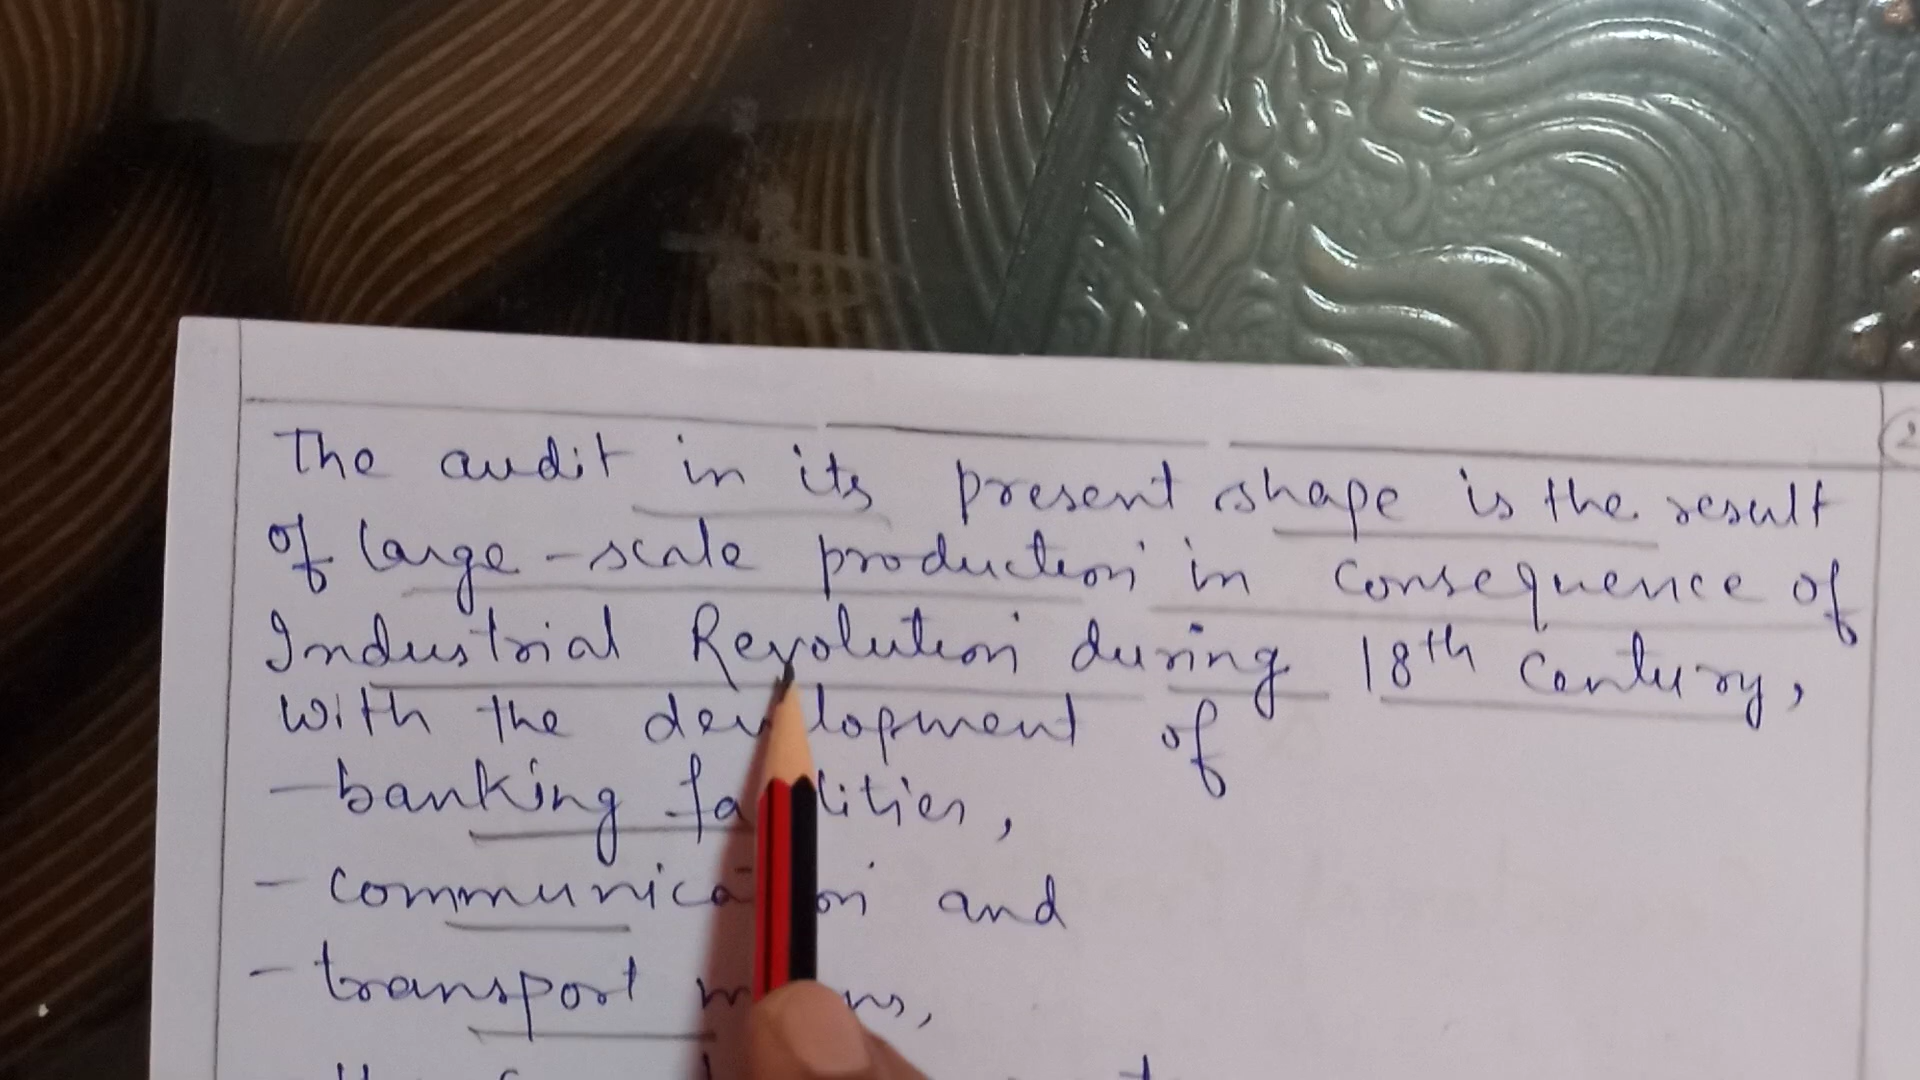 2
The audit in its present shape is the result
of large-scale production in consequence of
Industrial Revolution during 18th Century,
with the development of
- banking facilities,
- communication and
- transport means,